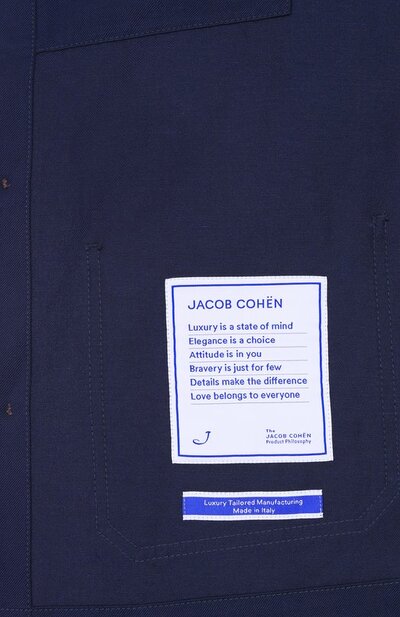 JACOB COHËN
Luxury is a state of mind
Elegance is a choice
Attitude is in you
Bravery is just for few
Details make the difference
Love belongs to everyone
J
The
JACOB COHËN
Product Philosophy
Luxury Tailored Manufacturing
Made in Italy